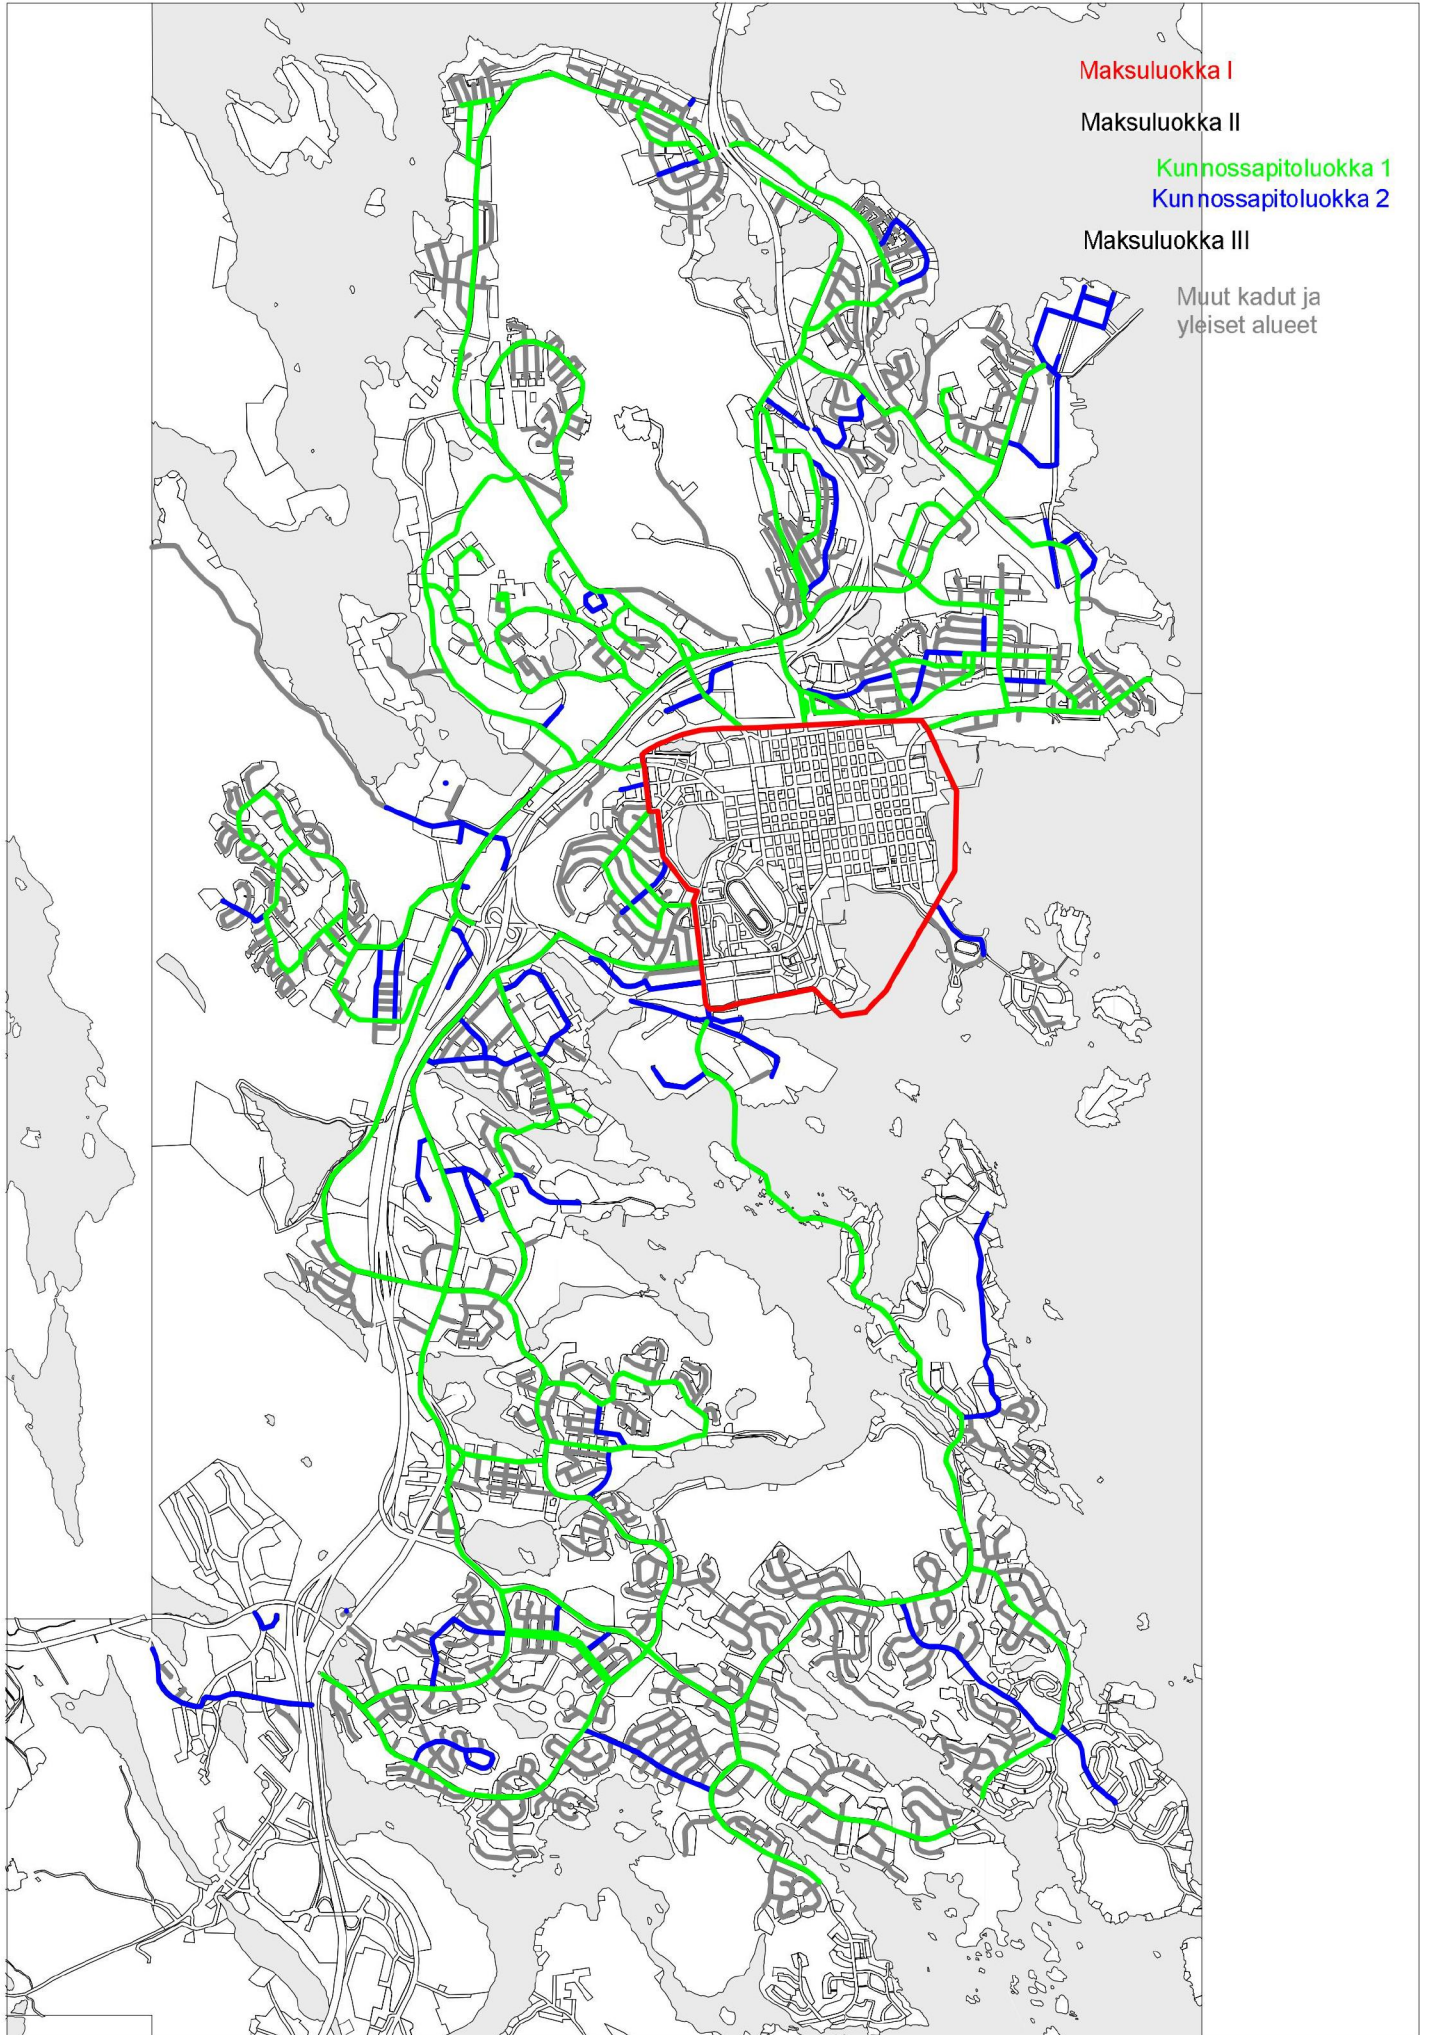 Maksuluokka I
Maksuluokka II
Kunnossapitoluokka 1
Kunnossapitoluokka 2
Maksuluokka III
Muut kadut ja
yleiset alueet